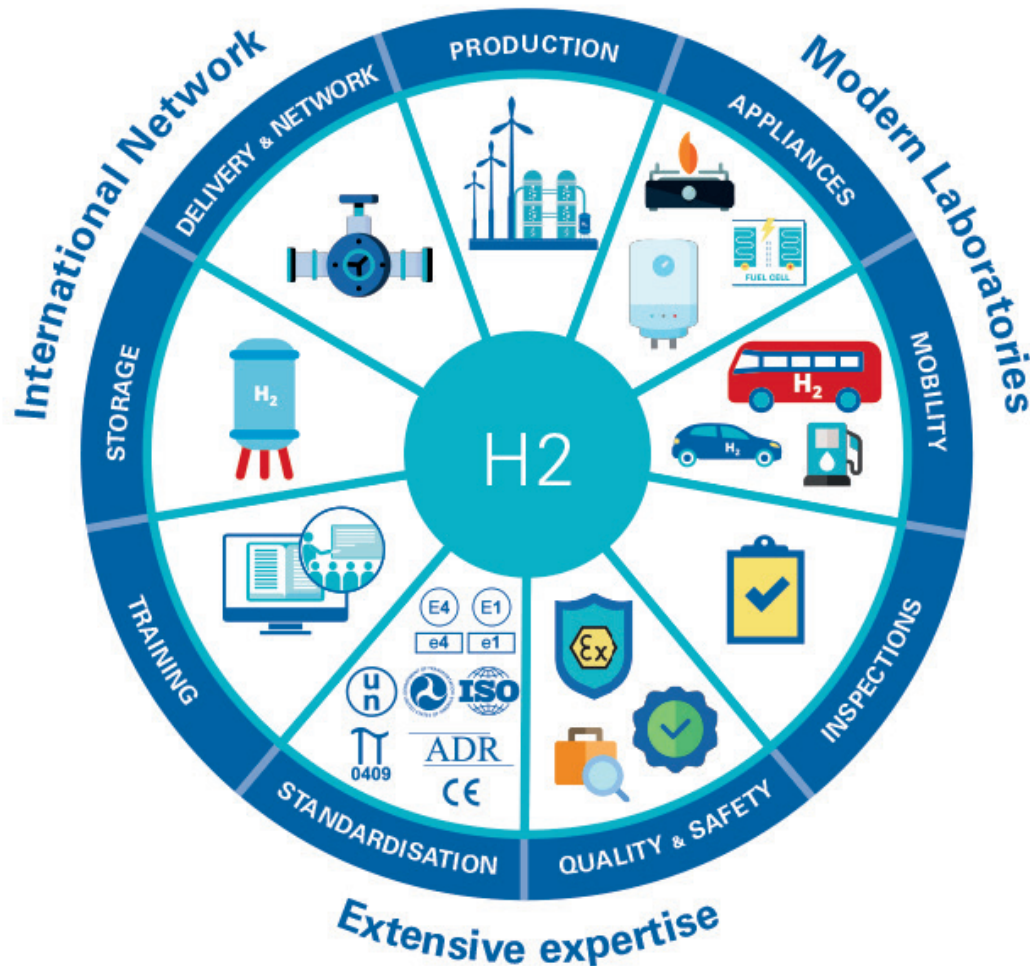 International Network
Modern Laboratories
Extensive expertise
PRODUCTION
APPLIANCES
MOBILITY
INSPECTIONS
QUALITY & SAFETY
STANDARDISATION
TRAINING
STORAGE
DELIVERY & NETWORK
H2
FUEL CELL
H2
H2
H2
Ex
E4 E1
e4 e1
un
ISO
π
0409
ADR
CE